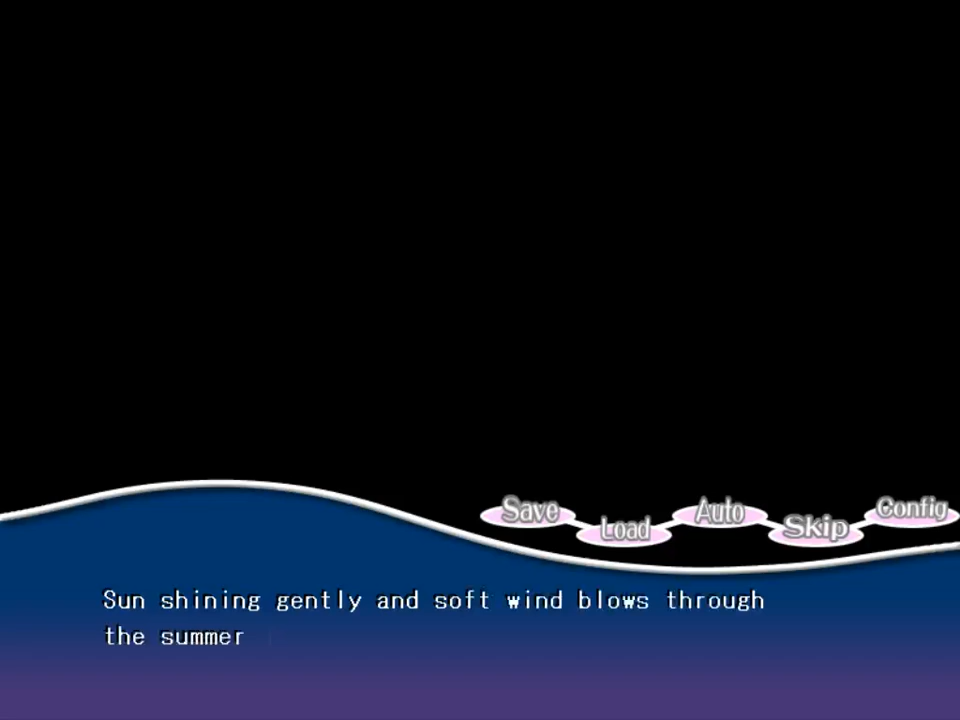 Save
Load
Auto
Skip
Config
Sun shining gently and soft wind blows through
the summer